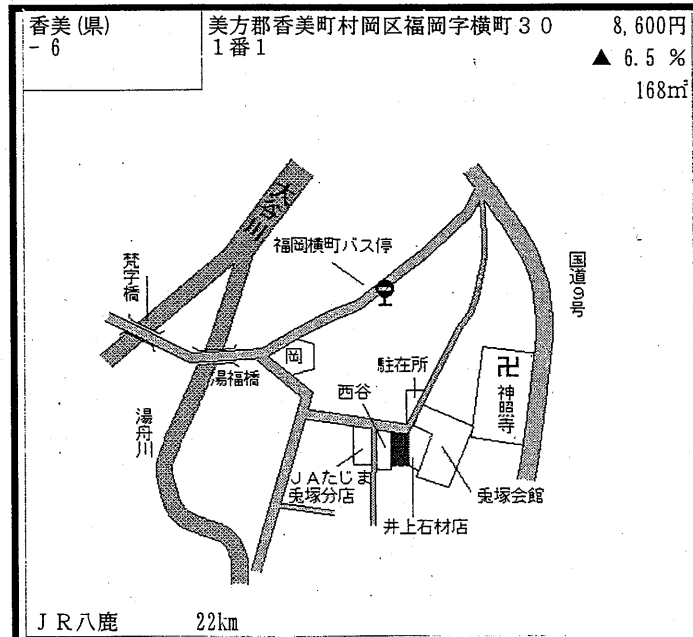 香美(県)
-6
美方郡香美町村岡区福岡字横町30
1番1
8,600円
▲ 6.5 %
168㎡
大谷川
福岡横町バス停
梵字橋
国道9号
岡
湯福橋
駐在所
卍
神照寺
西谷
湯舟川
JAたじま
兎塚分店
兎塚会館
井上石材店
JR八鹿
22km